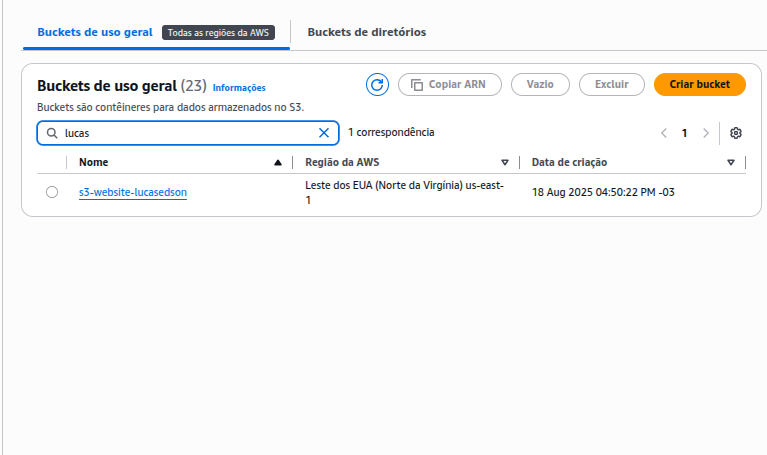 Buckets de uso geral Todas as regiões da AWS Buckets de diretórios
Buckets de uso geral (23) Informações Copiar ARN Vazio Excluir Criar bucket
Buckets são contêineres para dados armazenados no S3.
lucas 1 correspondência 1
Nome Região da AWS Data de criação
s3-website-lucasedson Leste dos EUA (Norte da Virgínia) us-east- 18 Aug 2025 04:50:22 PM -03
1